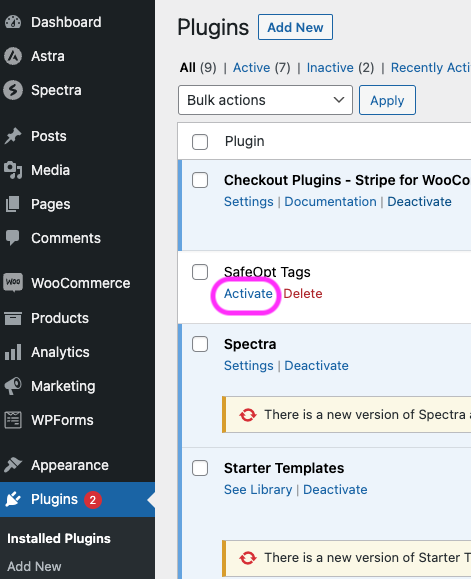 Dashboard
Astra
Spectra
Posts
Media
Pages
Comments
WOO WooCommerce
Products
Analytics
Marketing
WPForms
Appearance
Plugins 2
Installed Plugins
Add New
Plugins Add New
All (9) | Active (7) | Inactive (2) | Recently Acti
Bulk actions Apply
Plugin
Checkout Plugins - Stripe for WooCo
Settings | Documentation | Deactivate
SafeOpt Tags
Activate Delete
Spectra
Settings | Deactivate
There is a new version of Spectra a
Starter Templates
See Library | Deactivate
There is a new version of Starter T